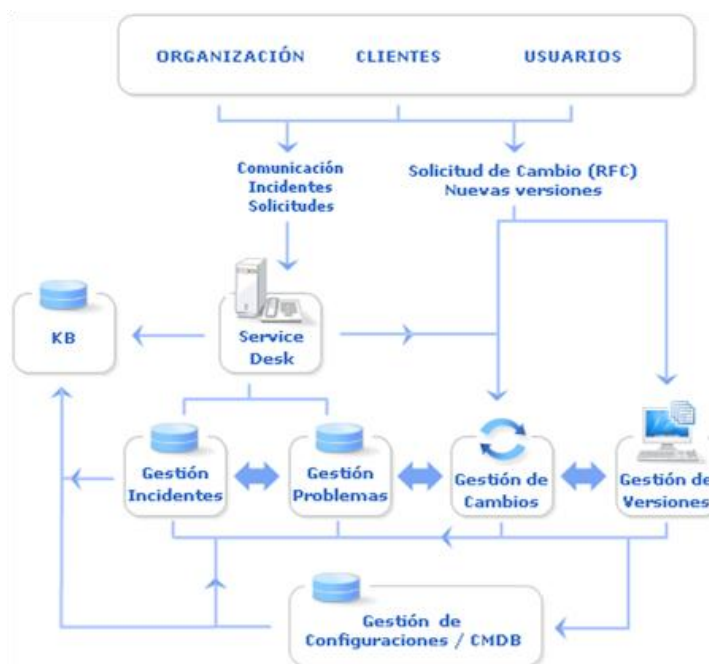 ORGANIZACIÓN CLIENTES USUARIOS
Comunicación
Incidentes
Solicitudes
Solicitud de Cambio (RFC)
Nuevas versiones
KB
Service
Desk
Gestión
Incidentes
Gestión
Problemas
Gestión de
Cambios
Gestión de
Versiones
Gestión de
Configuraciones / CMDB